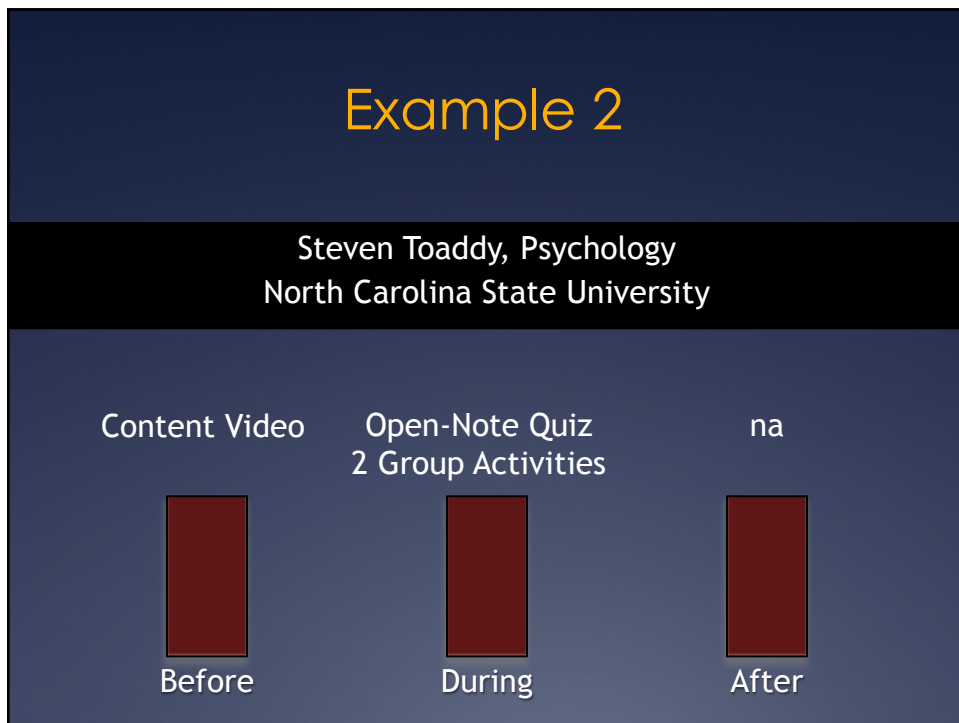 Example 2
Steven Toaddy, Psychology
North Carolina State University
Content Video
Open-Note Quiz
2 Group Activities
na
Before
During
After